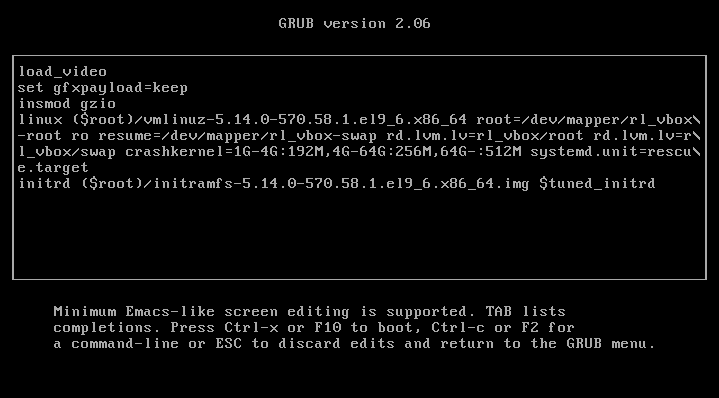 GRUB version 2.06
load_video
set gfxpayload=keep
insmod gzio
linux ($root)/vmlinuz-5.14.0-570.58.1.el9_6.x86_64 root=/dev/mapper/rl_vbox\
-root ro resume=/dev/mapper/rl_vbox-swap rd.lvm.lv=rl_vbox/root rd.lvm.lv=r\
l_vbox/swap crashkernel=1G-4G:192M,4G-64G:256M,64G-:512M systemd.unit=rescu\
e.target
initrd ($root)/initramfs-5.14.0-570.58.1.el9_6.x86_64.img $tuned_initrd
Minimum Emacs-like screen editing is supported. TAB lists
completions. Press Ctrl-x or F10 to boot, Ctrl-c or F2 for
a command-line or ESC to discard edits and return to the GRUB menu.